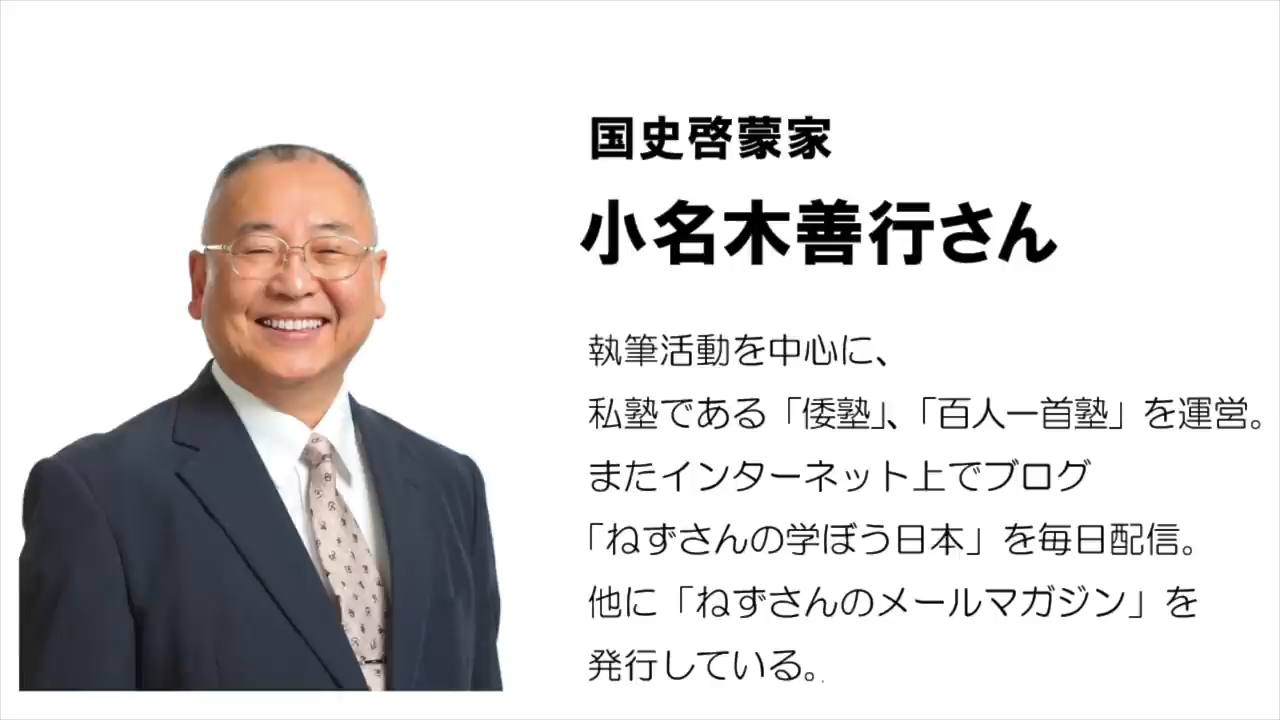 国史啓蒙家
小名木善行さん
執筆活動を中心に、
私塾である「倭塾」、「百人一首塾」を運営。
またインターネット上でブログ
「ねずさんの学ぼう日本」を毎日配信。
他に「ねずさんのメールマガジン」を
発行している。